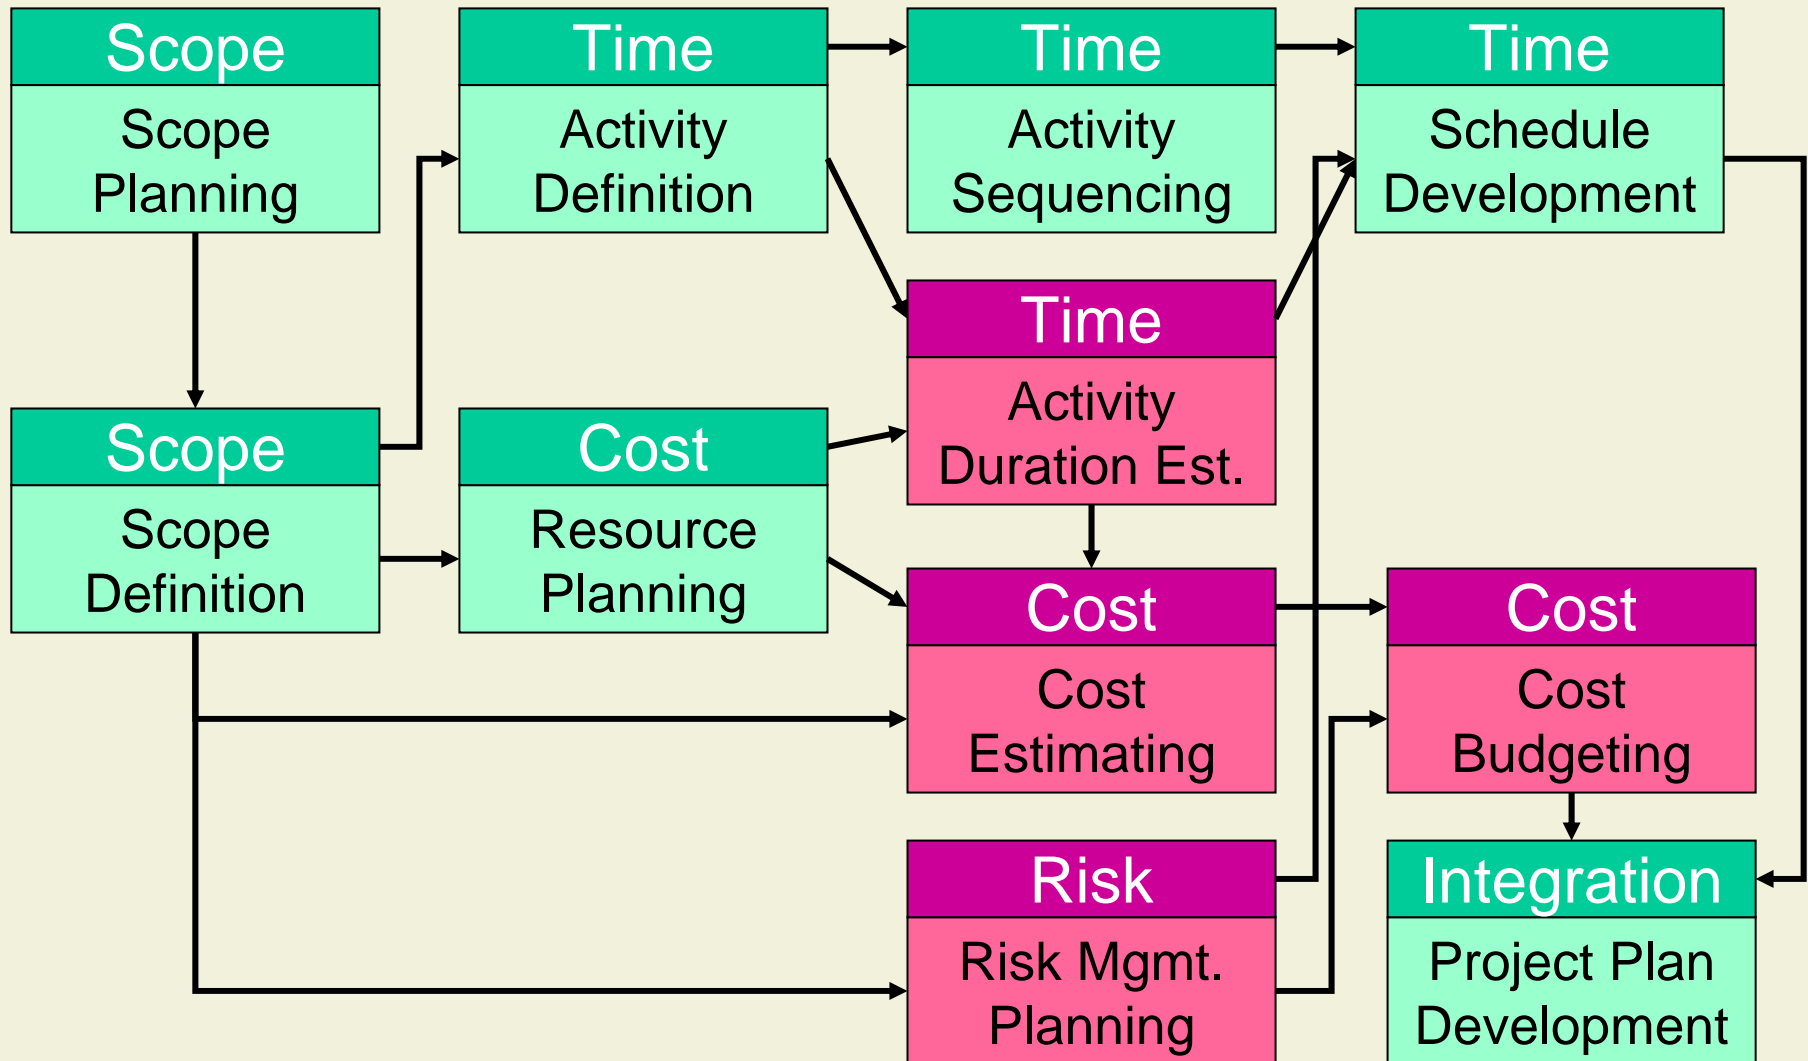 Scope
Scope
Planning
Time
Activity
Definition
Time
Activity
Sequencing
Time
Schedule
Development
Time
Activity
Duration Est.
Scope
Scope
Definition
Cost
Resource
Planning
Cost
Cost
Estimating
Cost
Cost
Budgeting
Risk
Risk Mgmt.
Planning
Integration
Project Plan
Development